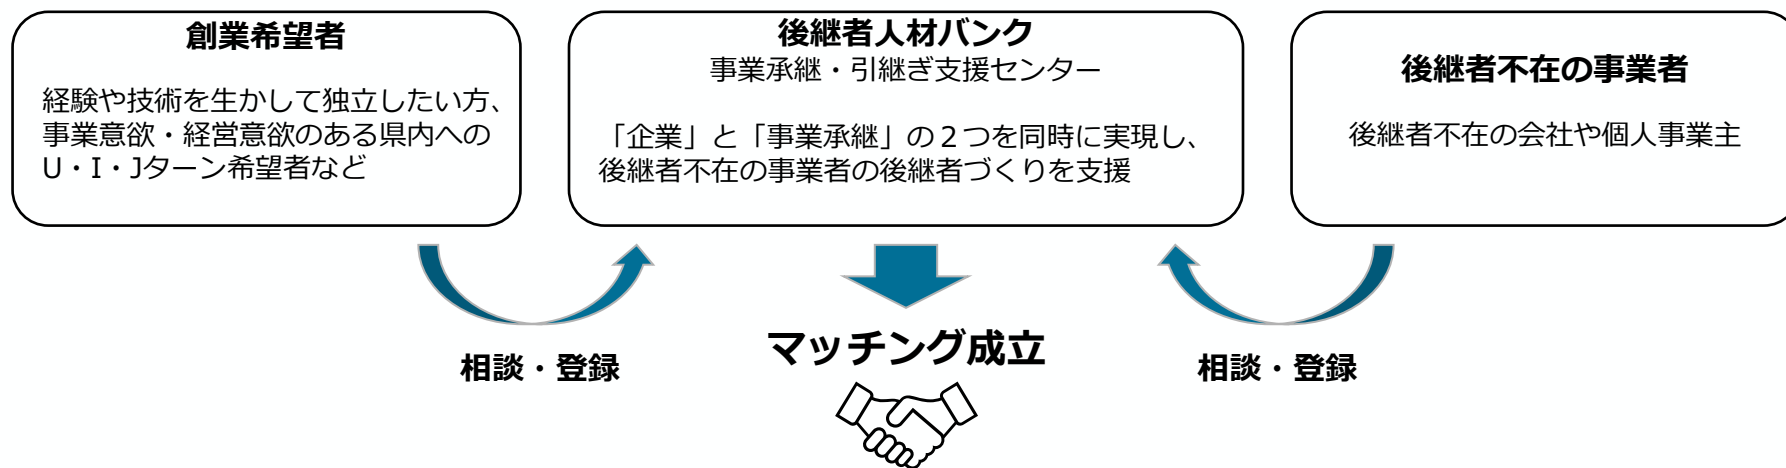 創業希望者
経験や技術を生かして独立したい方、
事業意欲・経営意欲のある県内への
U・I・Jターン希望者など
後継者人材バンク
事業承継・引継ぎ支援センター
「企業」と「事業承継」の２つを同時に実現し、
後継者不在の事業者の後継者づくりを支援
後継者不在の事業者
後継者不在の会社や個人事業主
相談・登録
マッチング成立
相談・登録